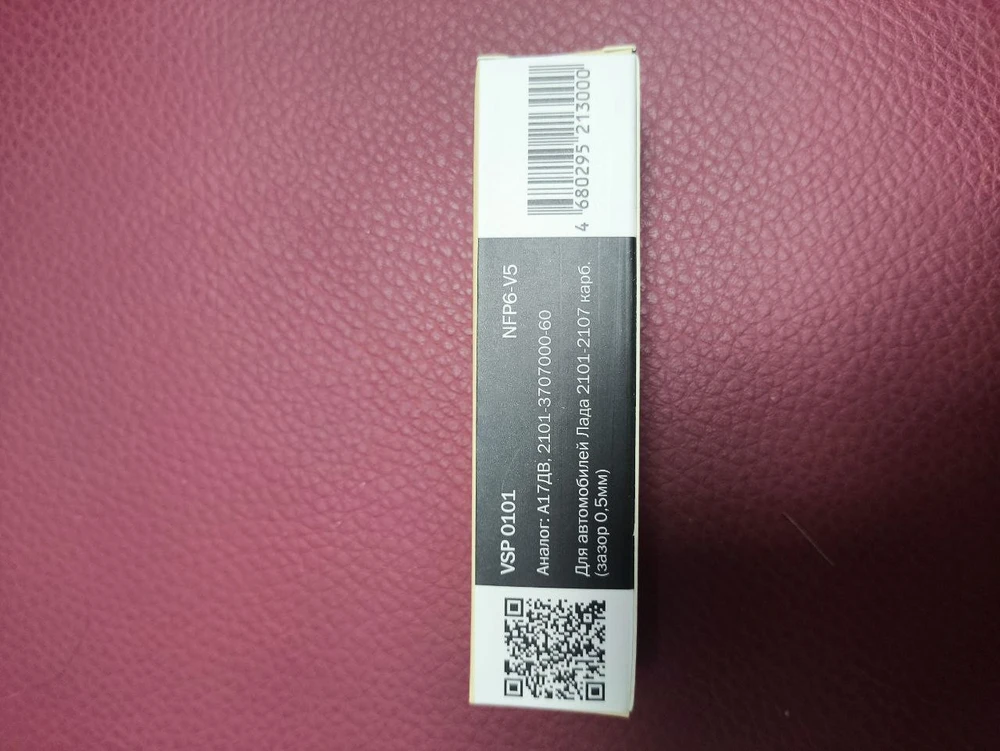 VSP 0101
NFP6-V5
Аналог: А17ДВ, 2101-3707000-60
Для автомобилей Лада 2101-2107 карб.
(зазор 0,5мм)
4 680295 213000